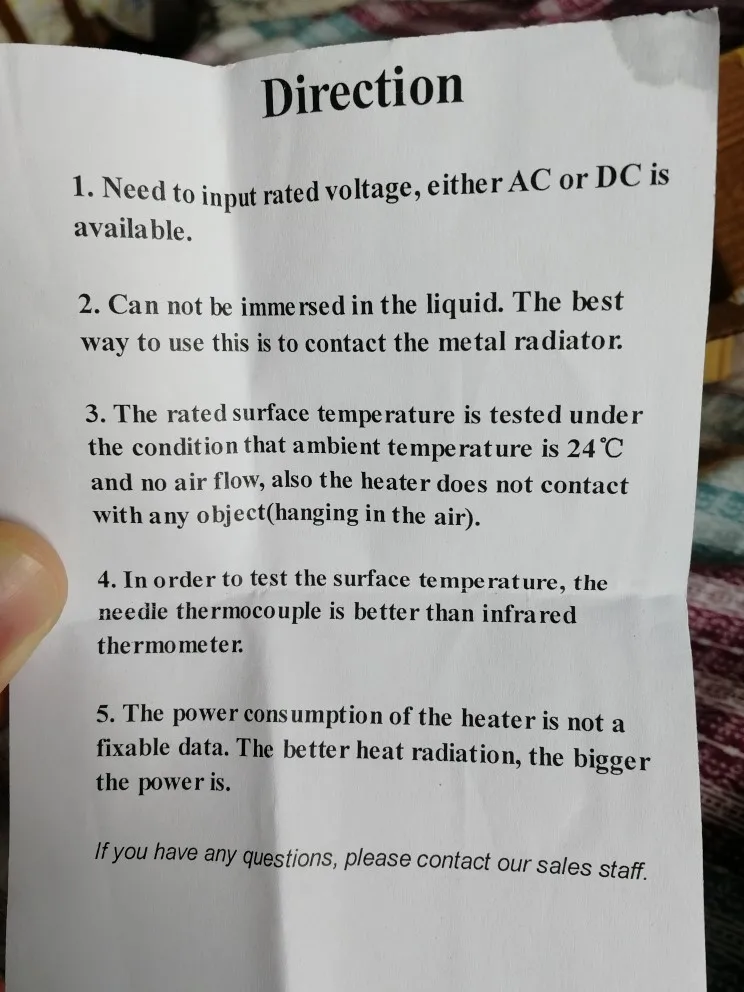 Direction
1. Need to input rated voltage, either AC or DC is
available.
2. Can not be immersed in the liquid. The best
way to use this is to contact the metal radiator.
3. The rated surface temperature is tested under
the condition that ambient temperature is 24℃
and no air flow, also the heater does not contact
with any object(hanging in the air).
4. In order to test the surface temperature, the
needle thermocouple is better than infrared
thermometer.
5. The power consumption of the heater is not a
fixable data. The better heat radiation, the bigger
the power is.
If you have any questions, please contact our sales staff.